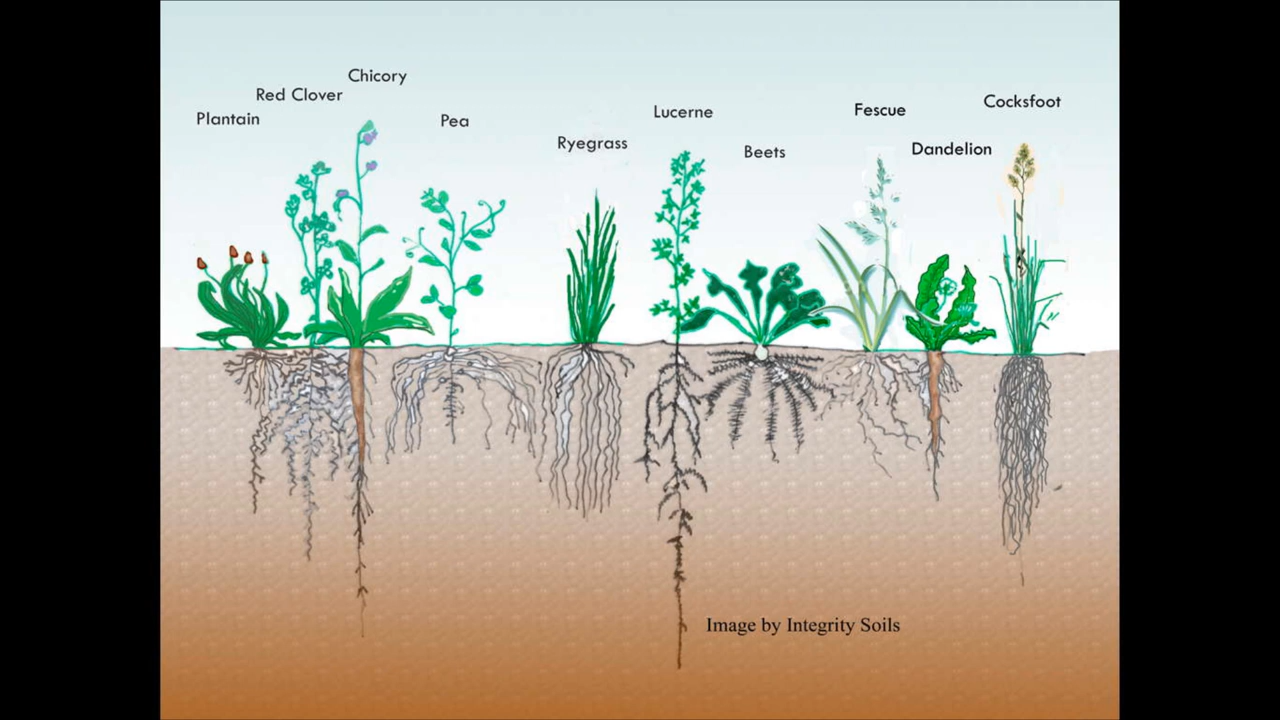 Chicory
Red Clover
Plantain
Pea
Ryegrass
Lucerne
Beets
Fescue
Dandelion
Cocksfoot
Image by Integrity Soils